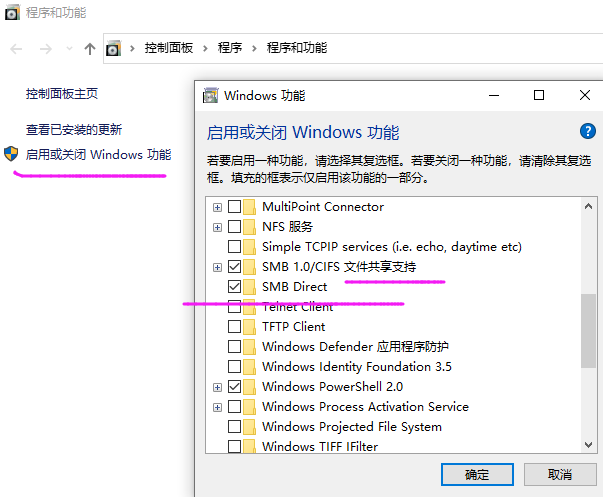 程序和功能
控制面板 > 程序 > 程序和功能
控制面板主页
查看已安装的更新
启用或关闭 Windows 功能
Windows 功能
启用或关闭 Windows 功能
?
若要启用一种功能，请选择其复选框。若要关闭一种功能，请清除其复选
框。填充的框表示仅启用该功能的一部分。
MultiPoint Connector
NFS 服务
Simple TCPIP services (i.e. echo, daytime etc)
SMB 1.0/CIFS 文件共享支持
SMB Direct
Telnet Client
TFTP Client
Windows Defender 应用程序防护
Windows Identity Foundation 3.5
Windows PowerShell 2.0
Windows Process Activation Service
Windows Projected File System
Windows TIFF IFilter
确定
取消